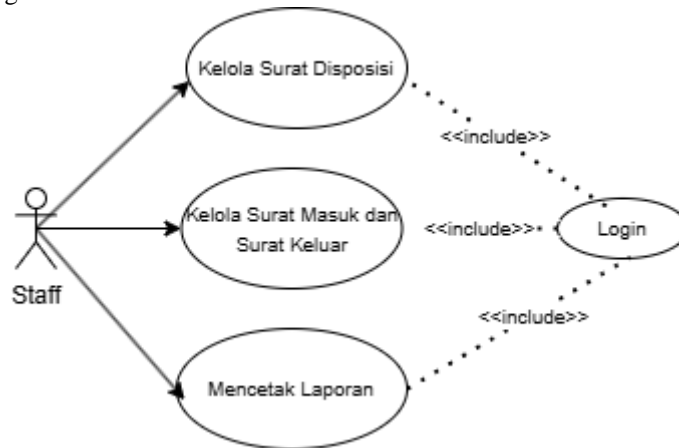 g
Kelola Surat Disposisi
<<include>>
Kelola Surat Masuk dan
Surat Keluar
<<include>>
Login
Staff
<<include>>
Mencetak Laporan